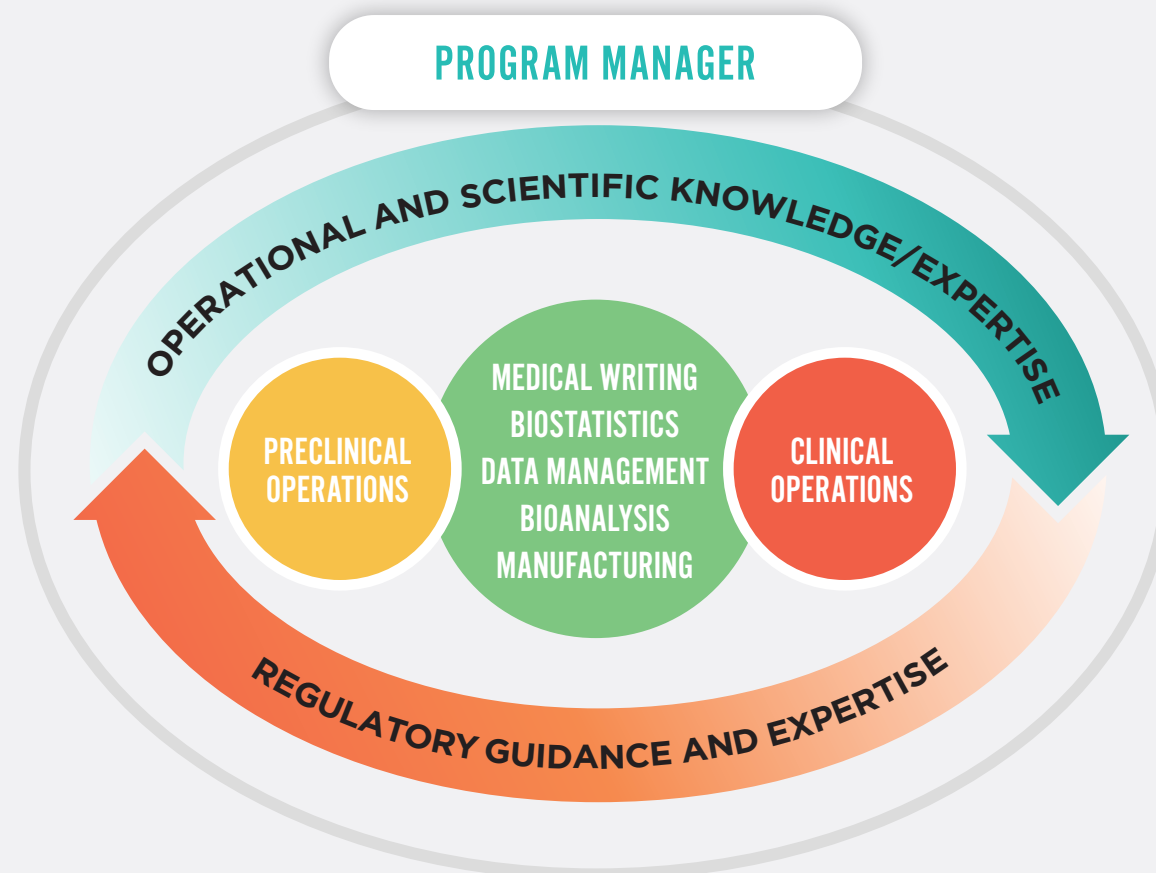 PROGRAM MANAGER
OPERATIONAL AND SCIENTIFIC KNOWLEDGE/EXPERTISE
PRECLINICAL
OPERATIONS
MEDICAL WRITING
BIOSTATISTICS
DATA MANAGEMENT
BIOANALYSIS
MANUFACTURING
CLINICAL
OPERATIONS
REGULATORY GUIDANCE AND EXPERTISE